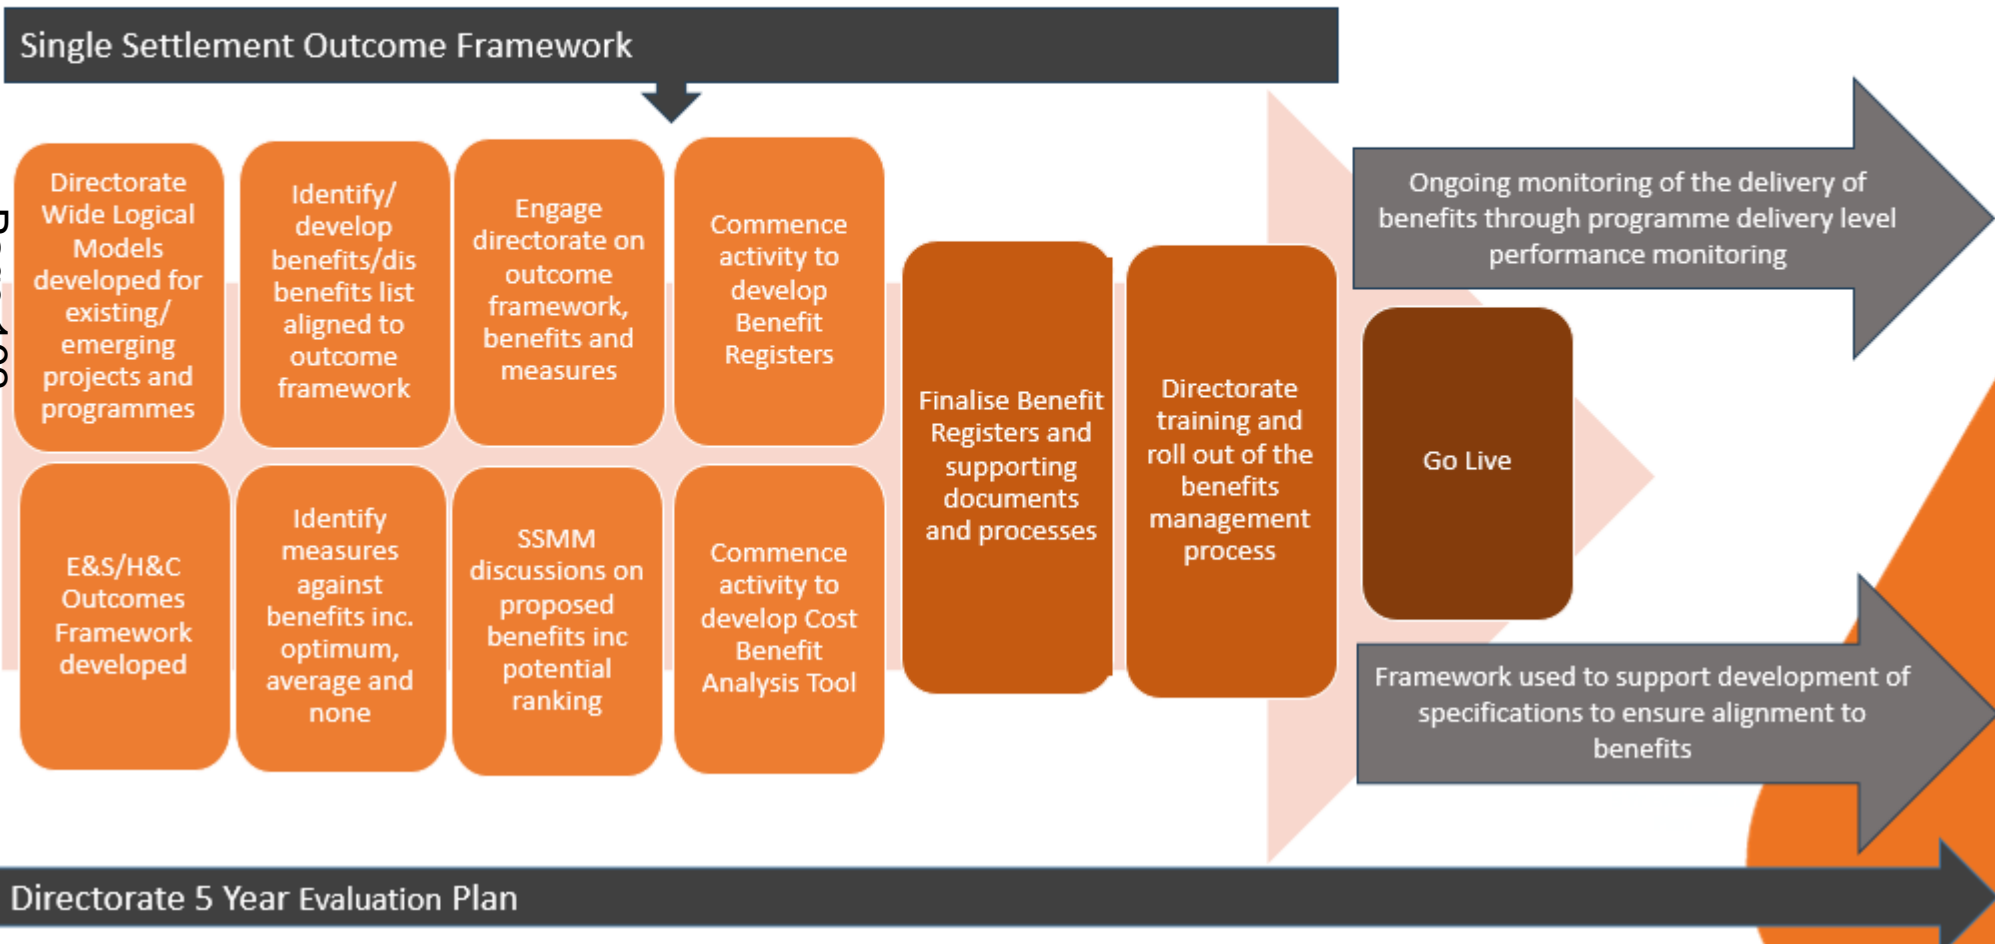 Single Settlement Outcome Framework
Directorate
Wide Logical
Models
developed for
existing/
emerging
projects and
programmes
Identify/
develop
benefits/dis
benefits list
aligned to
outcome
framework
Engage
directorate on
outcome
framework,
benefits and
measures
Commence
activity to
develop
Benefit
Registers
E&S/H&C
Outcomes
Framework
developed
Identify
measures
against
benefits inc.
optimum,
average and
none
SSMM
discussions on
proposed
benefits inc
potential
ranking
Commence
activity to
develop Cost
Benefit
Analysis Tool
Finalise Benefit
Registers and
supporting
documents
and processes
Directorate
training and
roll out of the
benefits
management
process
Go Live
Ongoing monitoring of the delivery of
benefits through programme delivery level
performance monitoring
Framework used to support development of
specifications to ensure alignment to
benefits
Directorate 5 Year Evaluation Plan